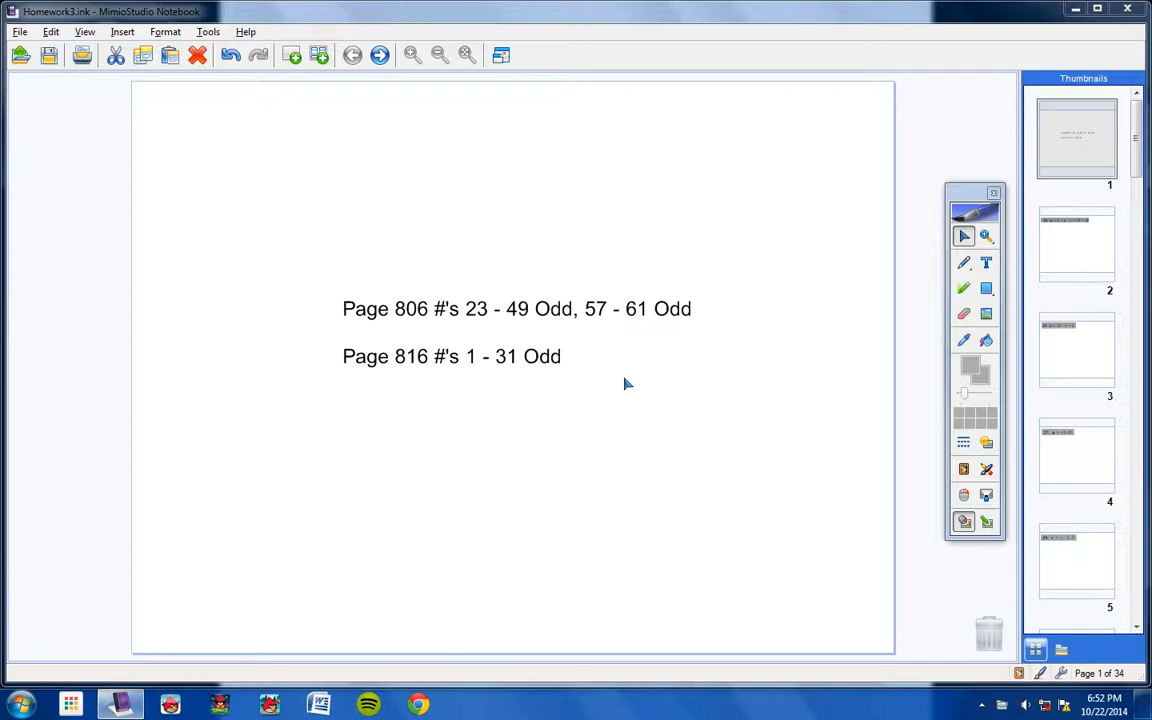 Homework3.ink - MimioStudio Notebook
File Edit View Insert Format Tools Help
Thumbnails
Page 806 #'s 23 - 49 Odd, 57 - 61 Odd
Page 816 #'s 1 - 31 Odd
1
2
3
4
5
Page 1 of 34
6:52 PM
10/22/2014